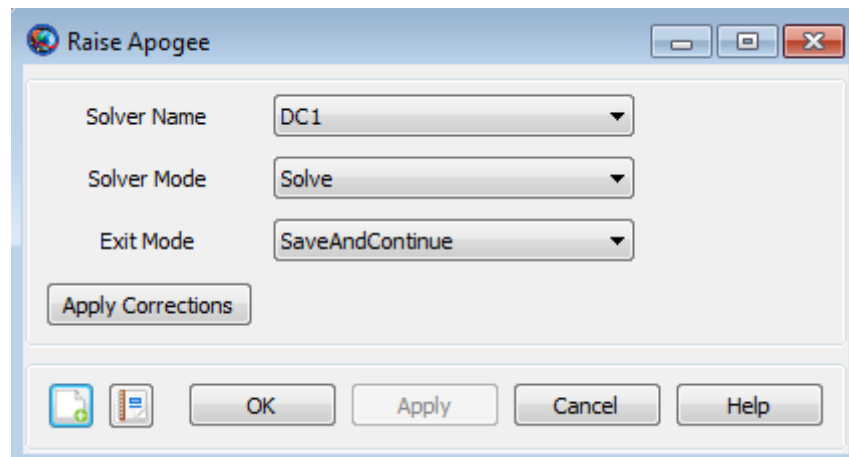 Raise Apogee
Solver Name DC1
Solver Mode Solve
Exit Mode SaveAndContinue
Apply Corrections
OK Apply Cancel Help